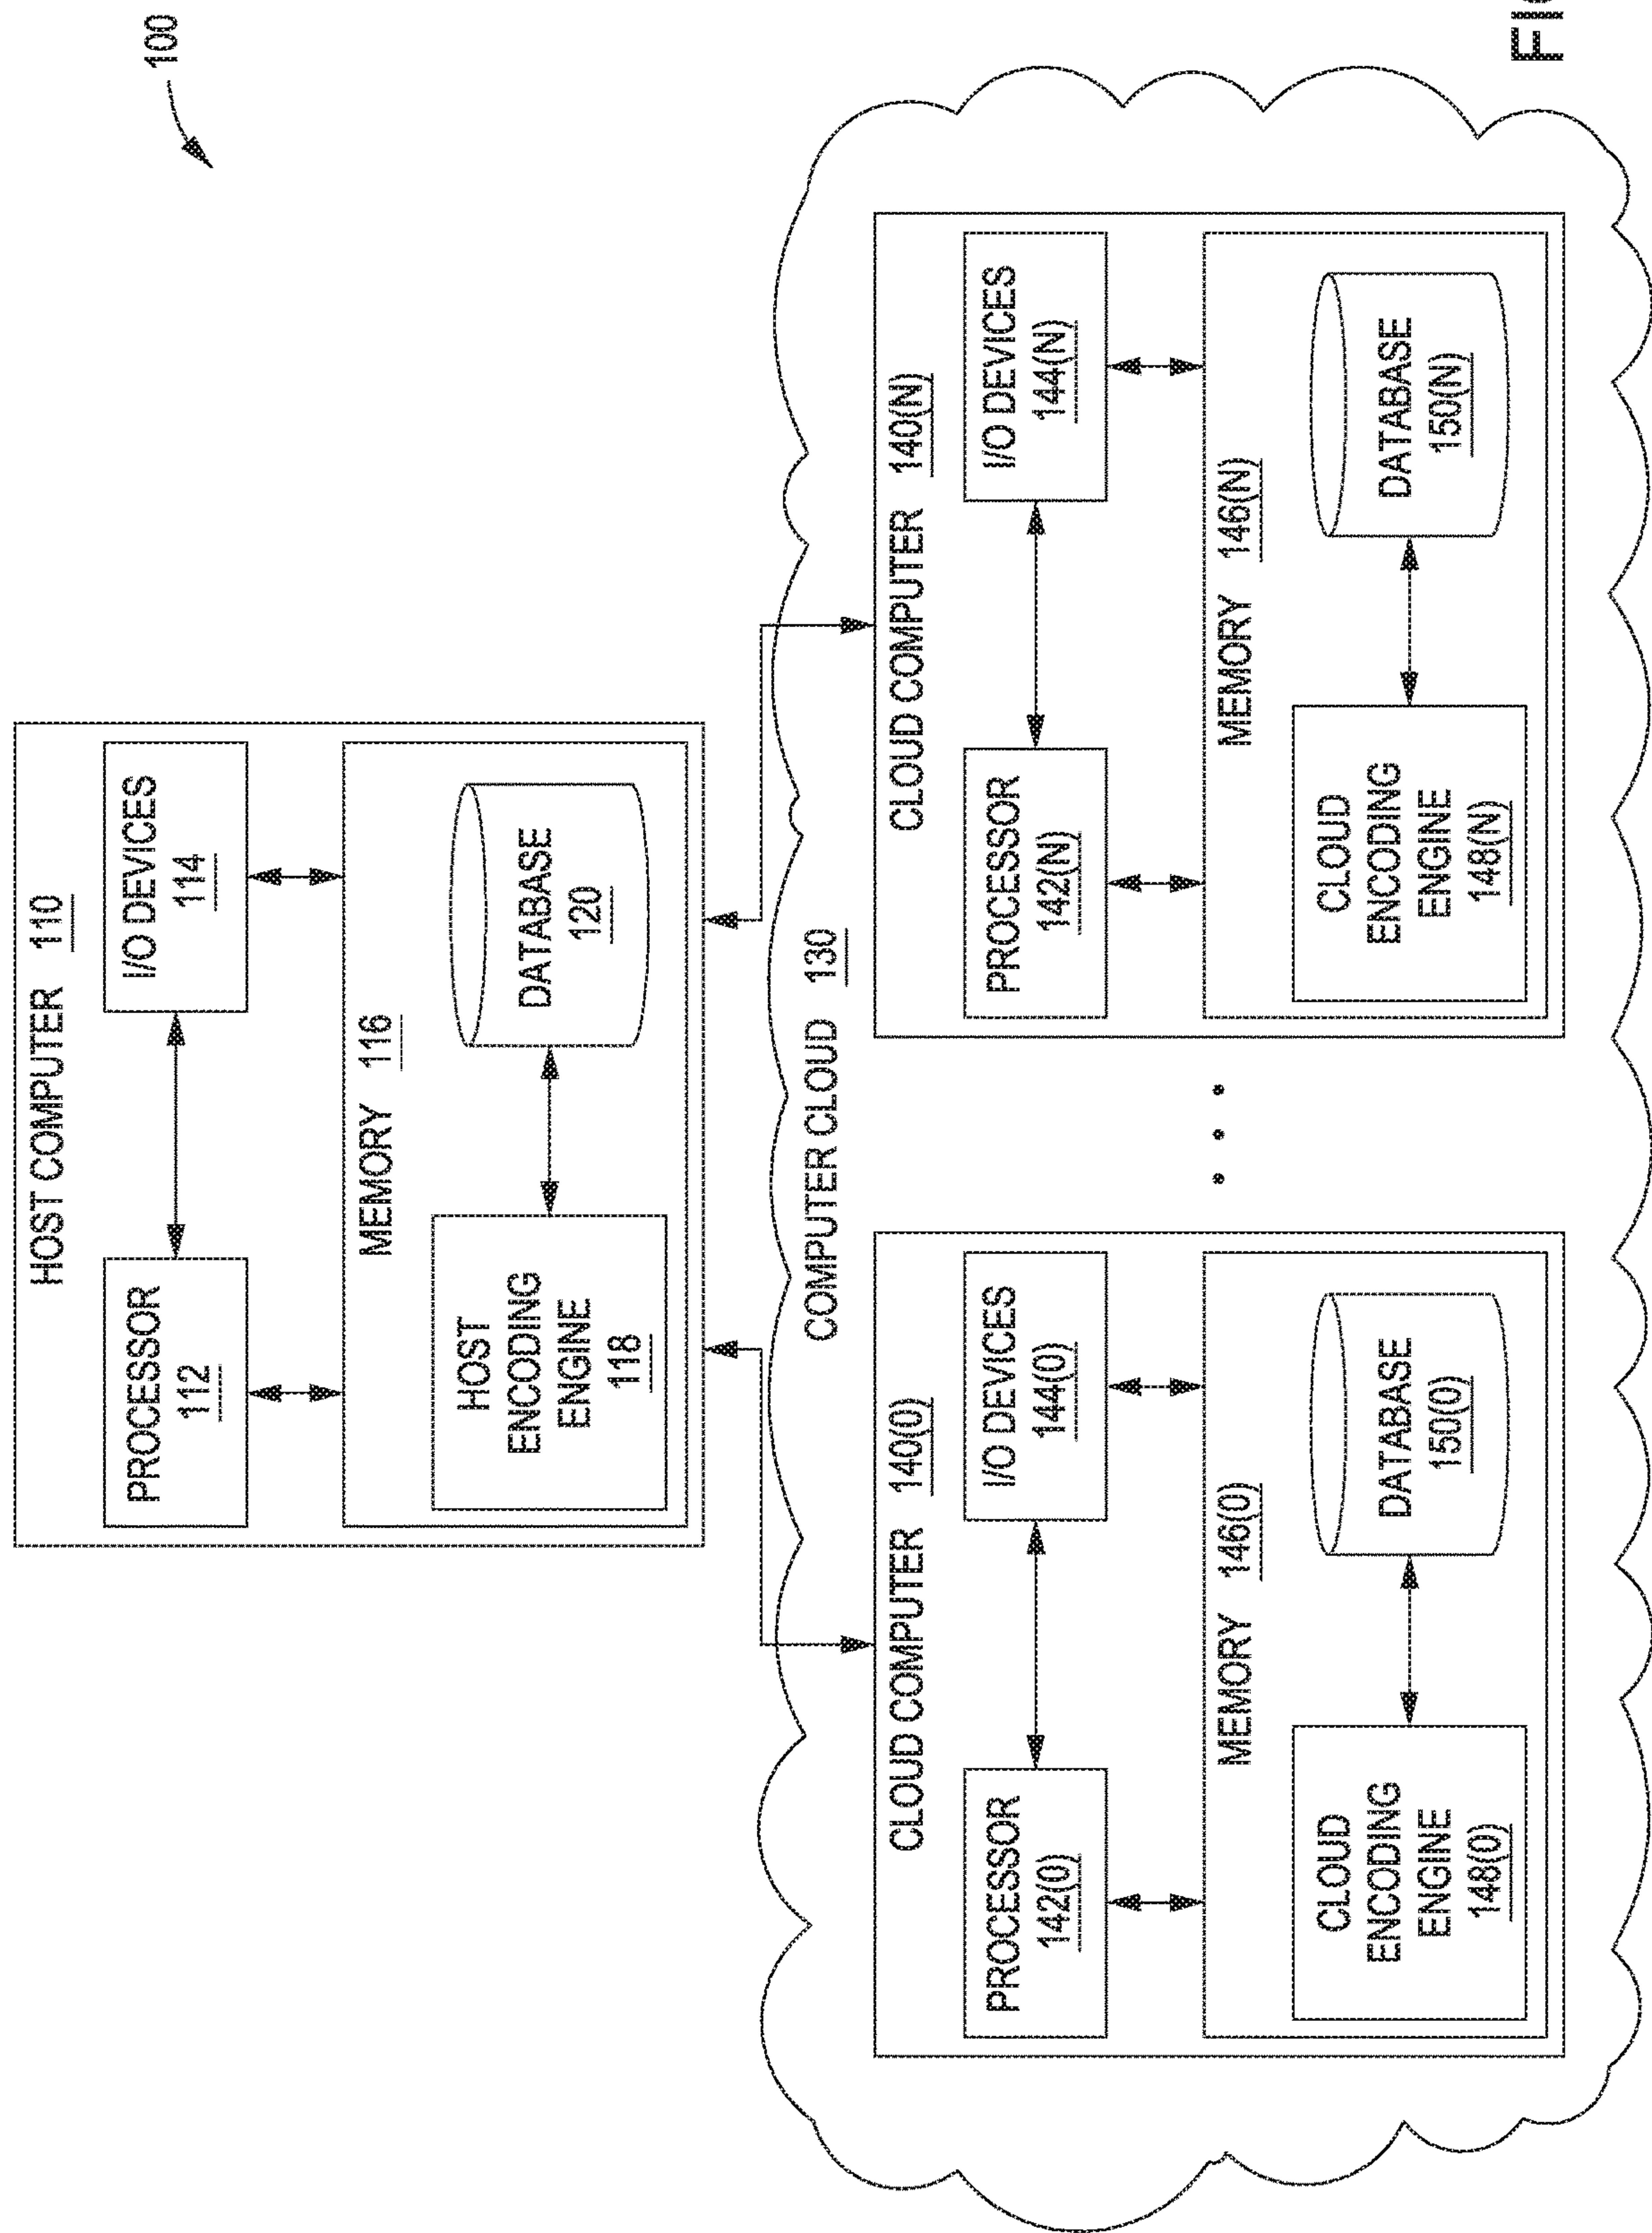 100
HOST COMPUTER 110
PROCESSOR
112
I/O DEVICES
114
MEMORY 116
HOST
ENCODING
ENGINE
118
DATABASE
120
COMPUTER CLOUD 130
CLOUD COMPUTER 140(0)
PROCESSOR
142(0)
I/O DEVICES
144(0)
MEMORY 146(0)
CLOUD
ENCODING
ENGINE
148(0)
DATABASE
150(0)
• • •
CLOUD COMPUTER 140(N)
PROCESSOR
142(N)
I/O DEVICES
144(N)
MEMORY 146(N)
CLOUD
ENCODING
ENGINE
148(N)
DATABASE
150(N)